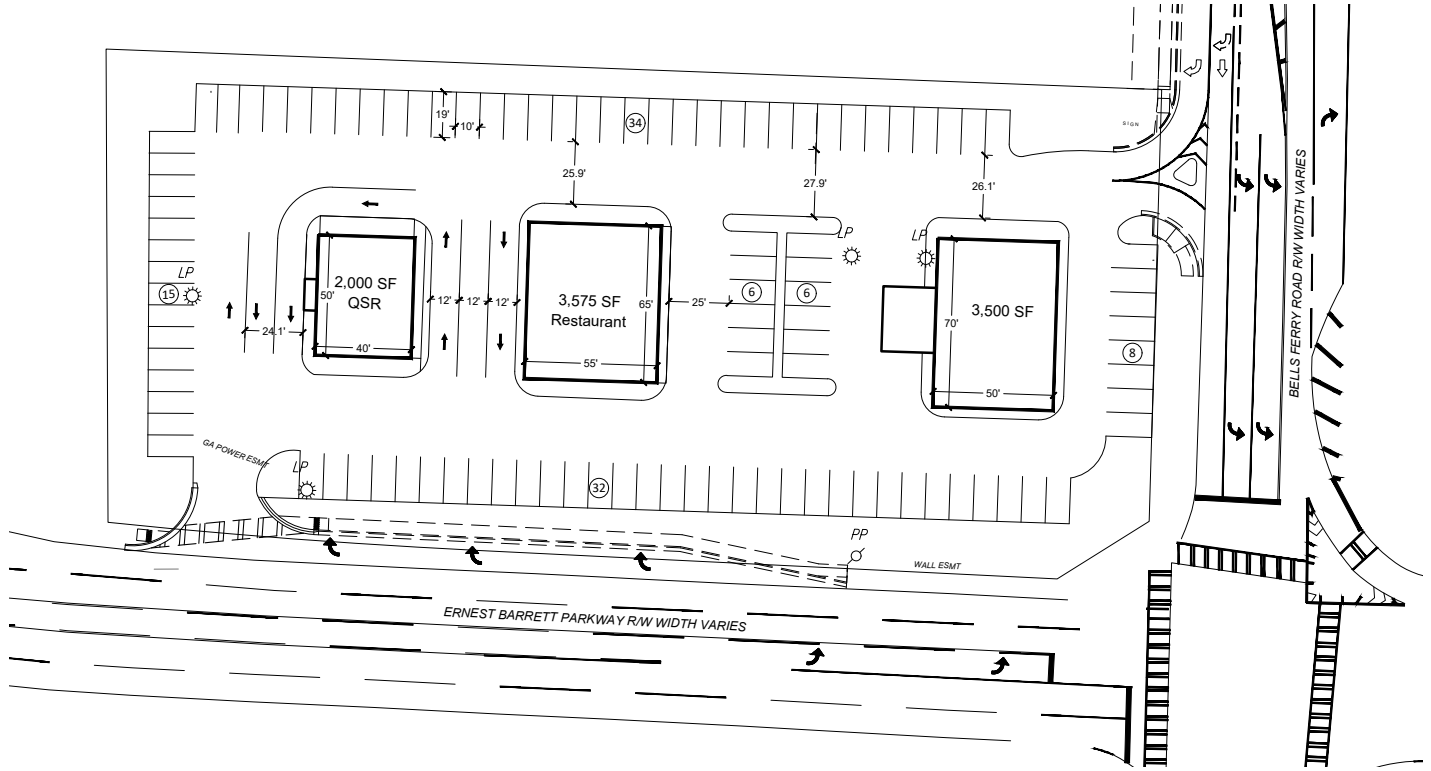 SIGN
19'
10'
34
25.9'
27.9'
26.1'
BELLS FERRY ROAD R/W WIDTH VARIES
LP
LP
LP
15
2,000 SF
QSR
50'
40'
24.1'
12'
12'
12'
3,575 SF
Restaurant
65'
55'
25'
6
6
3,500 SF
70'
50'
8
GA POWER ESMT
LP
32
PP
WALL ESMT
ERNEST BARRETT PARKWAY R/W WIDTH VARIES